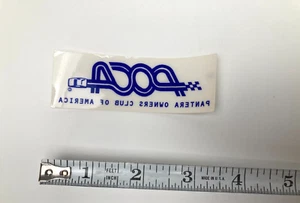 POCA
PANTERA OWNERS CLUB OF AMERICA
1 2 3 4 5